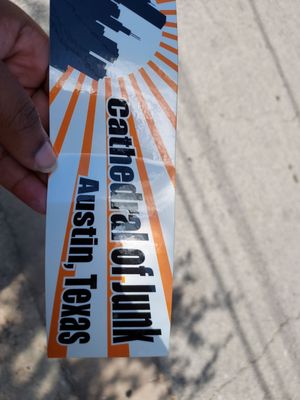 Cathedral of Junk
Austin, Texas